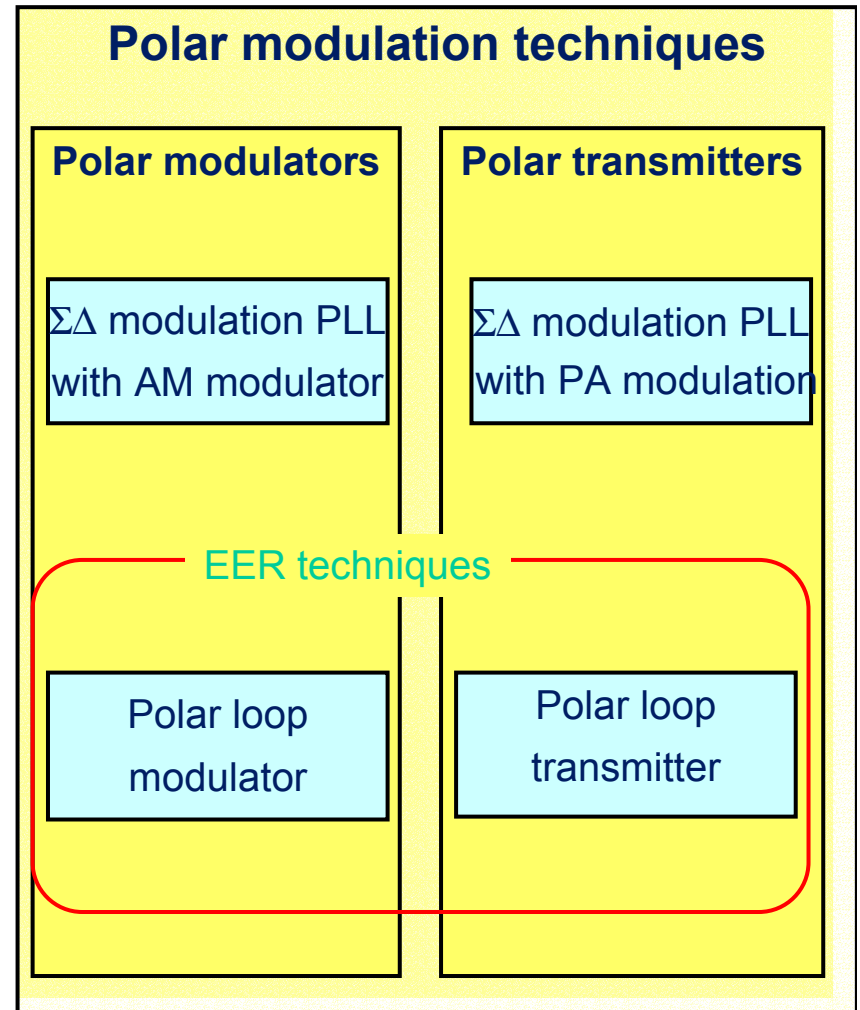 Polar modulation techniques
Polar modulators
ΣΔ modulation PLL
with AM modulator
Polar transmitters
ΣΔ modulation PLL
with PA modulation
EER techniques
Polar loop
modulator
Polar loop
transmitter